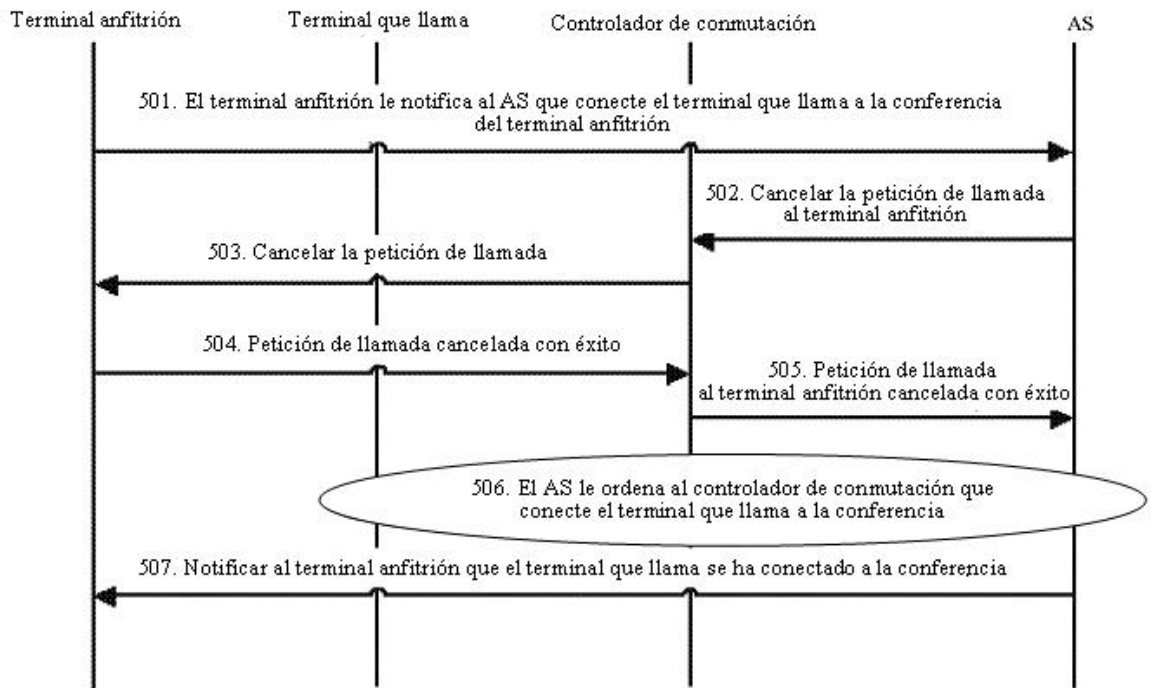 Terminal anfitrión
Terminal que llama
Controlador de conmutación
AS
501. El terminal anfitrión le notifica al AS que conecte el terminal que llama a la conferencia
del terminal anfitrión
502. Cancelar la petición de llamada
al terminal anfitrión
503. Cancelar la petición de llamada
504. Petición de llamada cancelada con éxito
505. Petición de llamada
al terminal anfitrión cancelada con éxito
506. El AS le ordena al controlador de conmutación que
conecte el terminal que llama a la conferencia
507. Notificar al terminal anfitrión que el terminal que llama se ha conectado a la conferencia